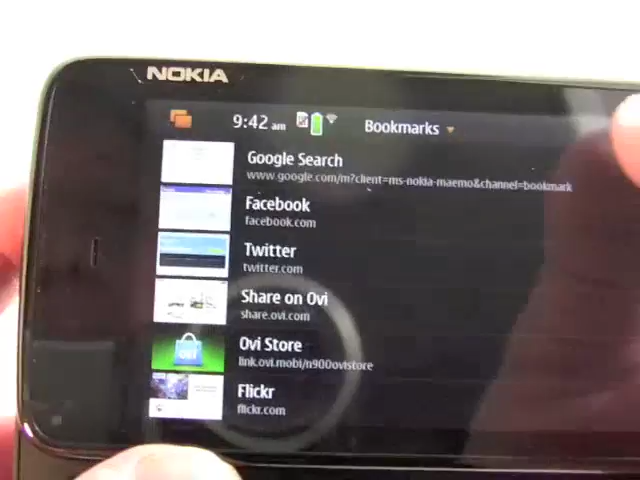 NOKIA
9:42 am
Bookmarks
Google Search
www.google.com/m?client=ms-nokia-maemo&channel=bookmark
Facebook
facebook.com
Twitter
twitter.com
Share on Ovi
share.ovi.com
Ovi Store
link.ovi.mobi/n900ovistore
Flickr
flickr.com